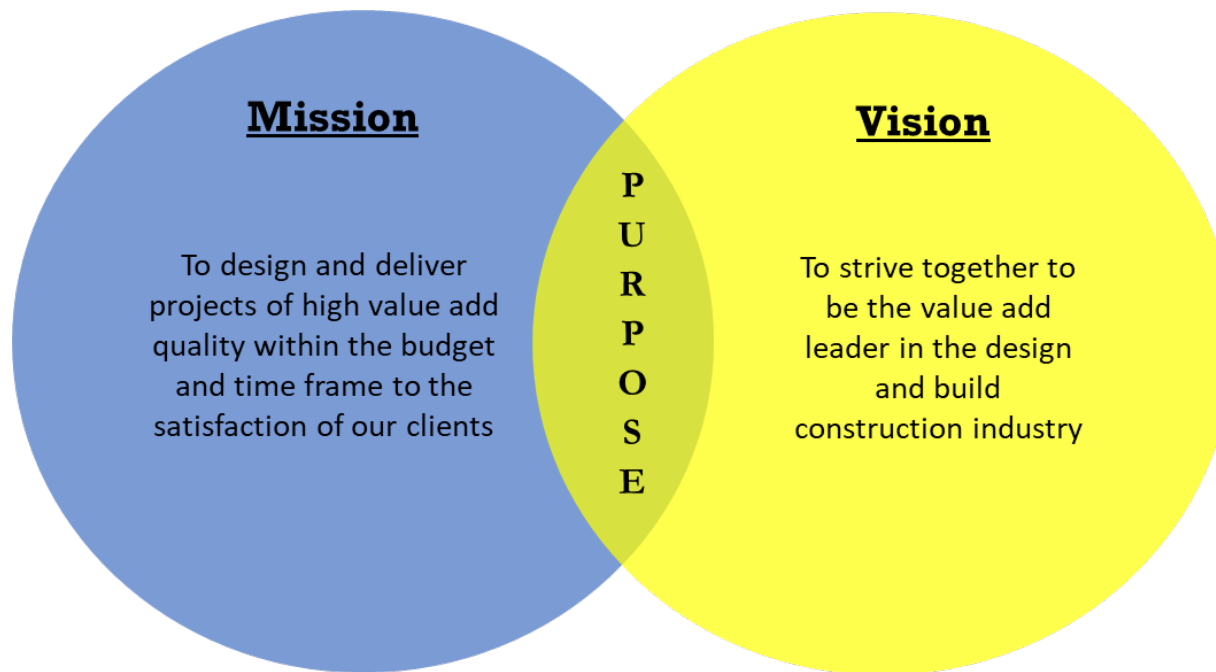 Mission
To design and deliver
projects of high value add
quality within the budget
and time frame to the
satisfaction of our clients
P
U
R
P
O
S
E
Vision
To strive together to
be the value add
leader in the design
and build
construction industry